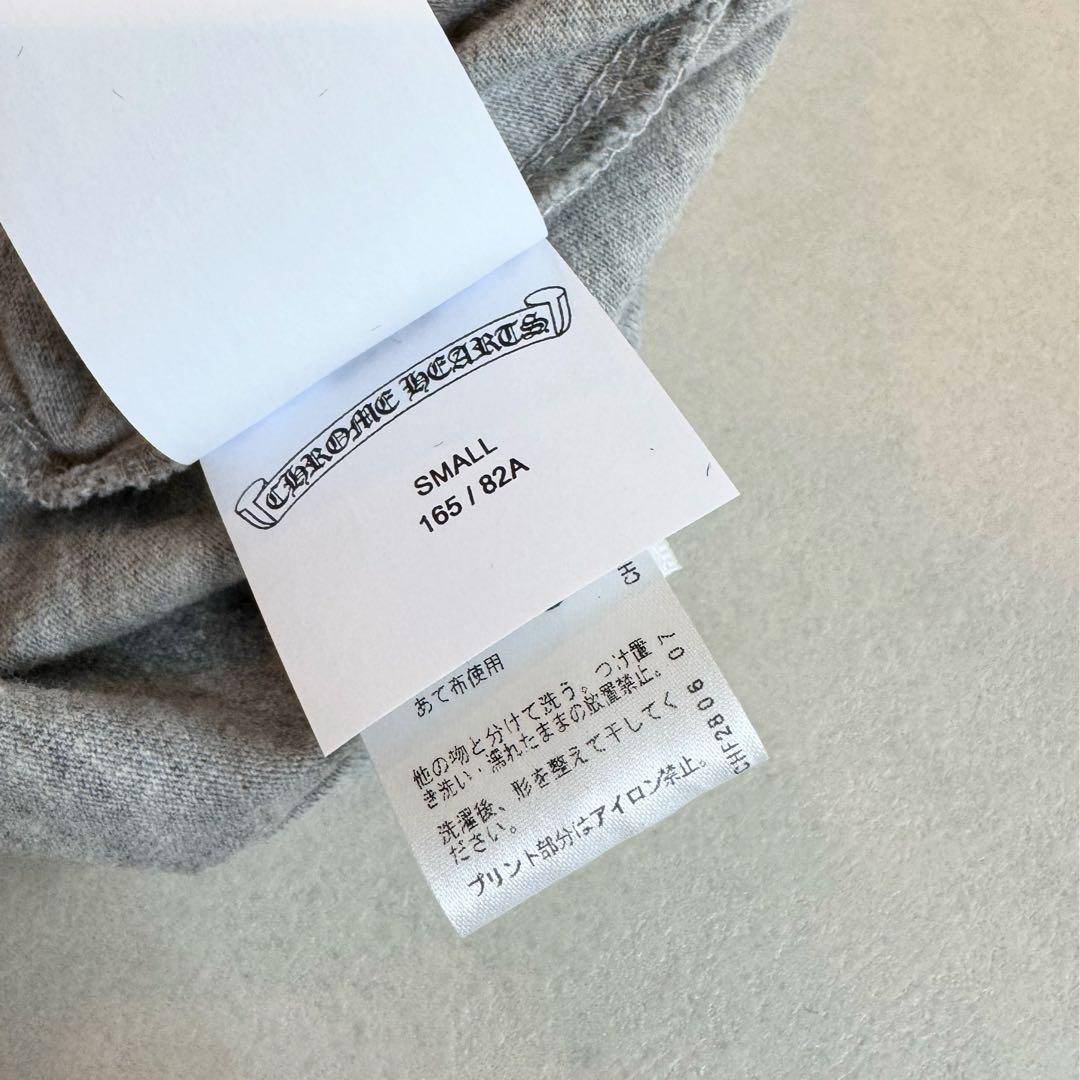 CHROME HEARTS
SMALL
165 / 82A
CH
あて布使用
他の物と分けて洗う。つけ置
き洗い・濡れたままの放置禁止。
洗濯後、形を整えて干してく
ださい。
プリント部分はアイロン禁止。
CHF2806 07